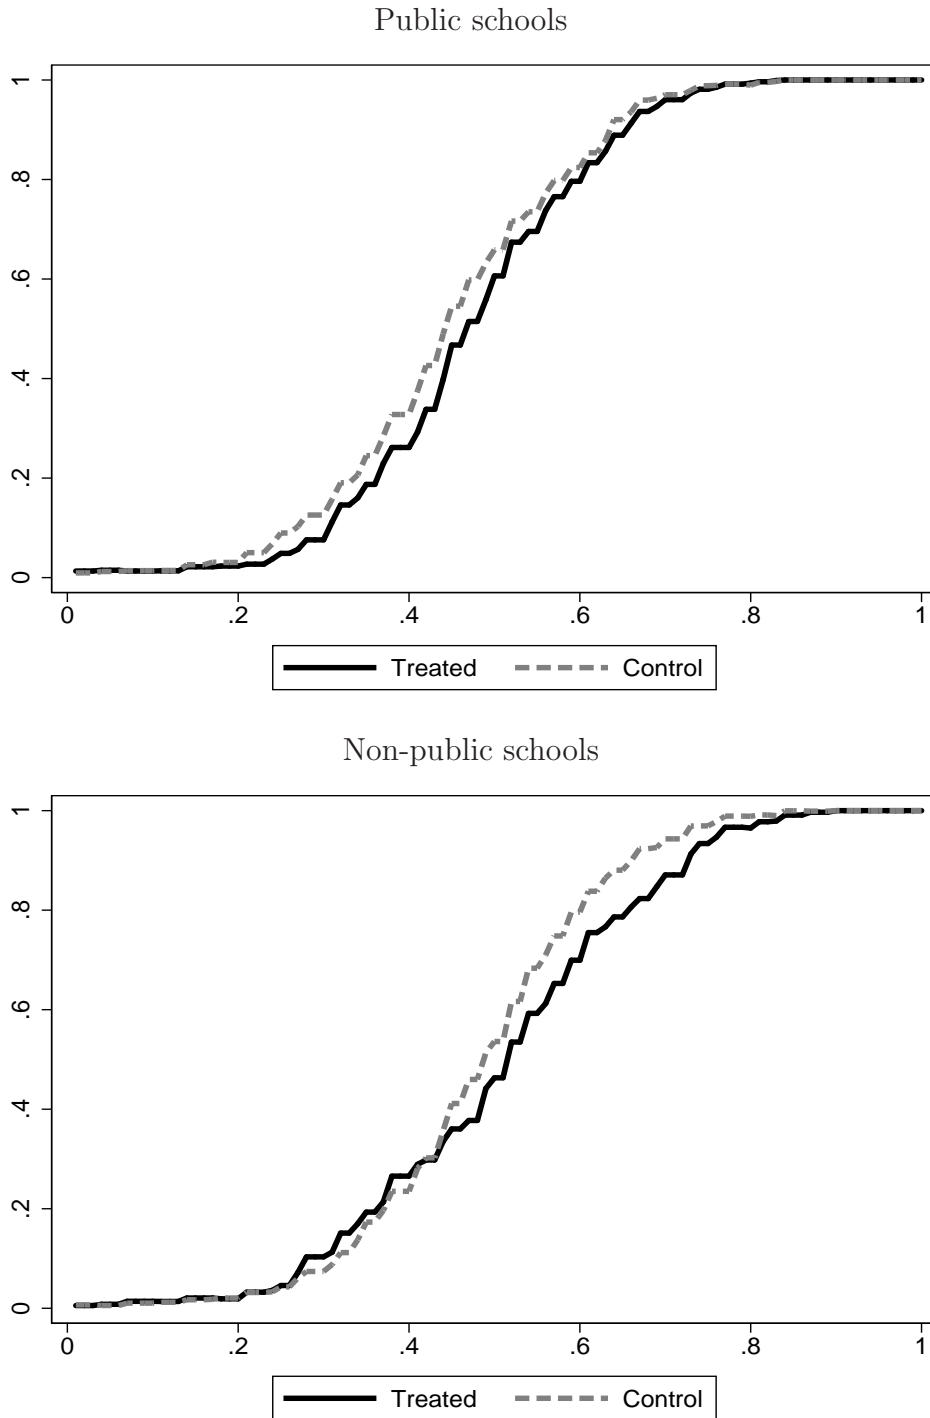 Public schools
1
.8
.6
.4
.2
0
0 .2 .4 .6 .8 1
Treated Control
Non-public schools
1
.8
.6
.4
.2
0
0 .2 .4 .6 .8 1
Treated Control